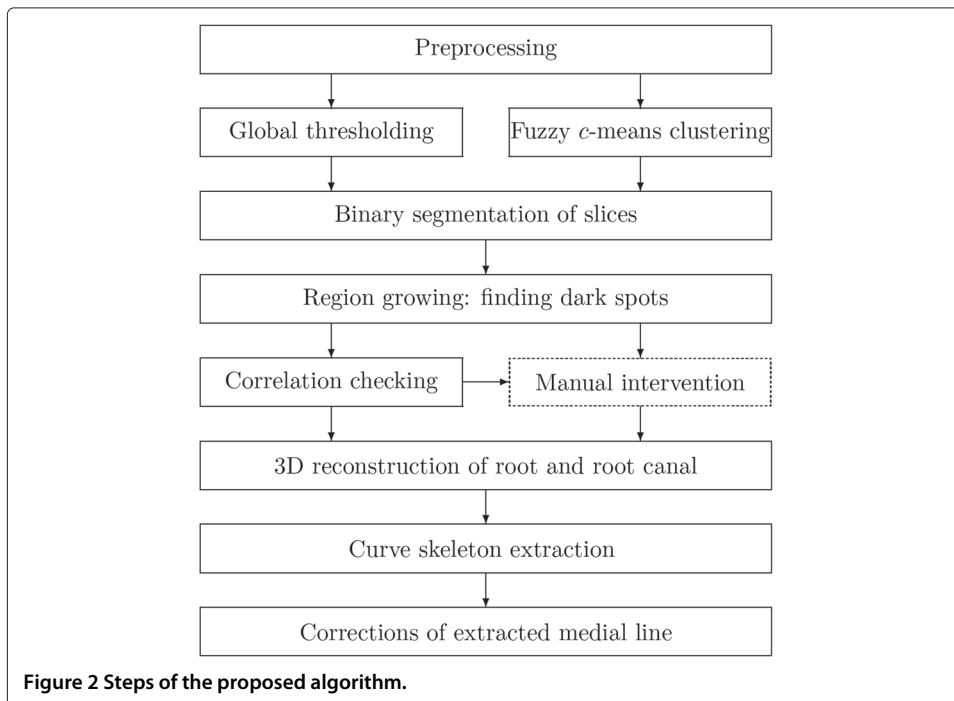 Preprocessing
Global thresholding
Fuzzy c-means clustering
Binary segmentation of slices
Region growing: finding dark spots
Correlation checking
Manual intervention
3D reconstruction of root and root canal
Curve skeleton extraction
Corrections of extracted medial line
Figure 2 Steps of the proposed algorithm.